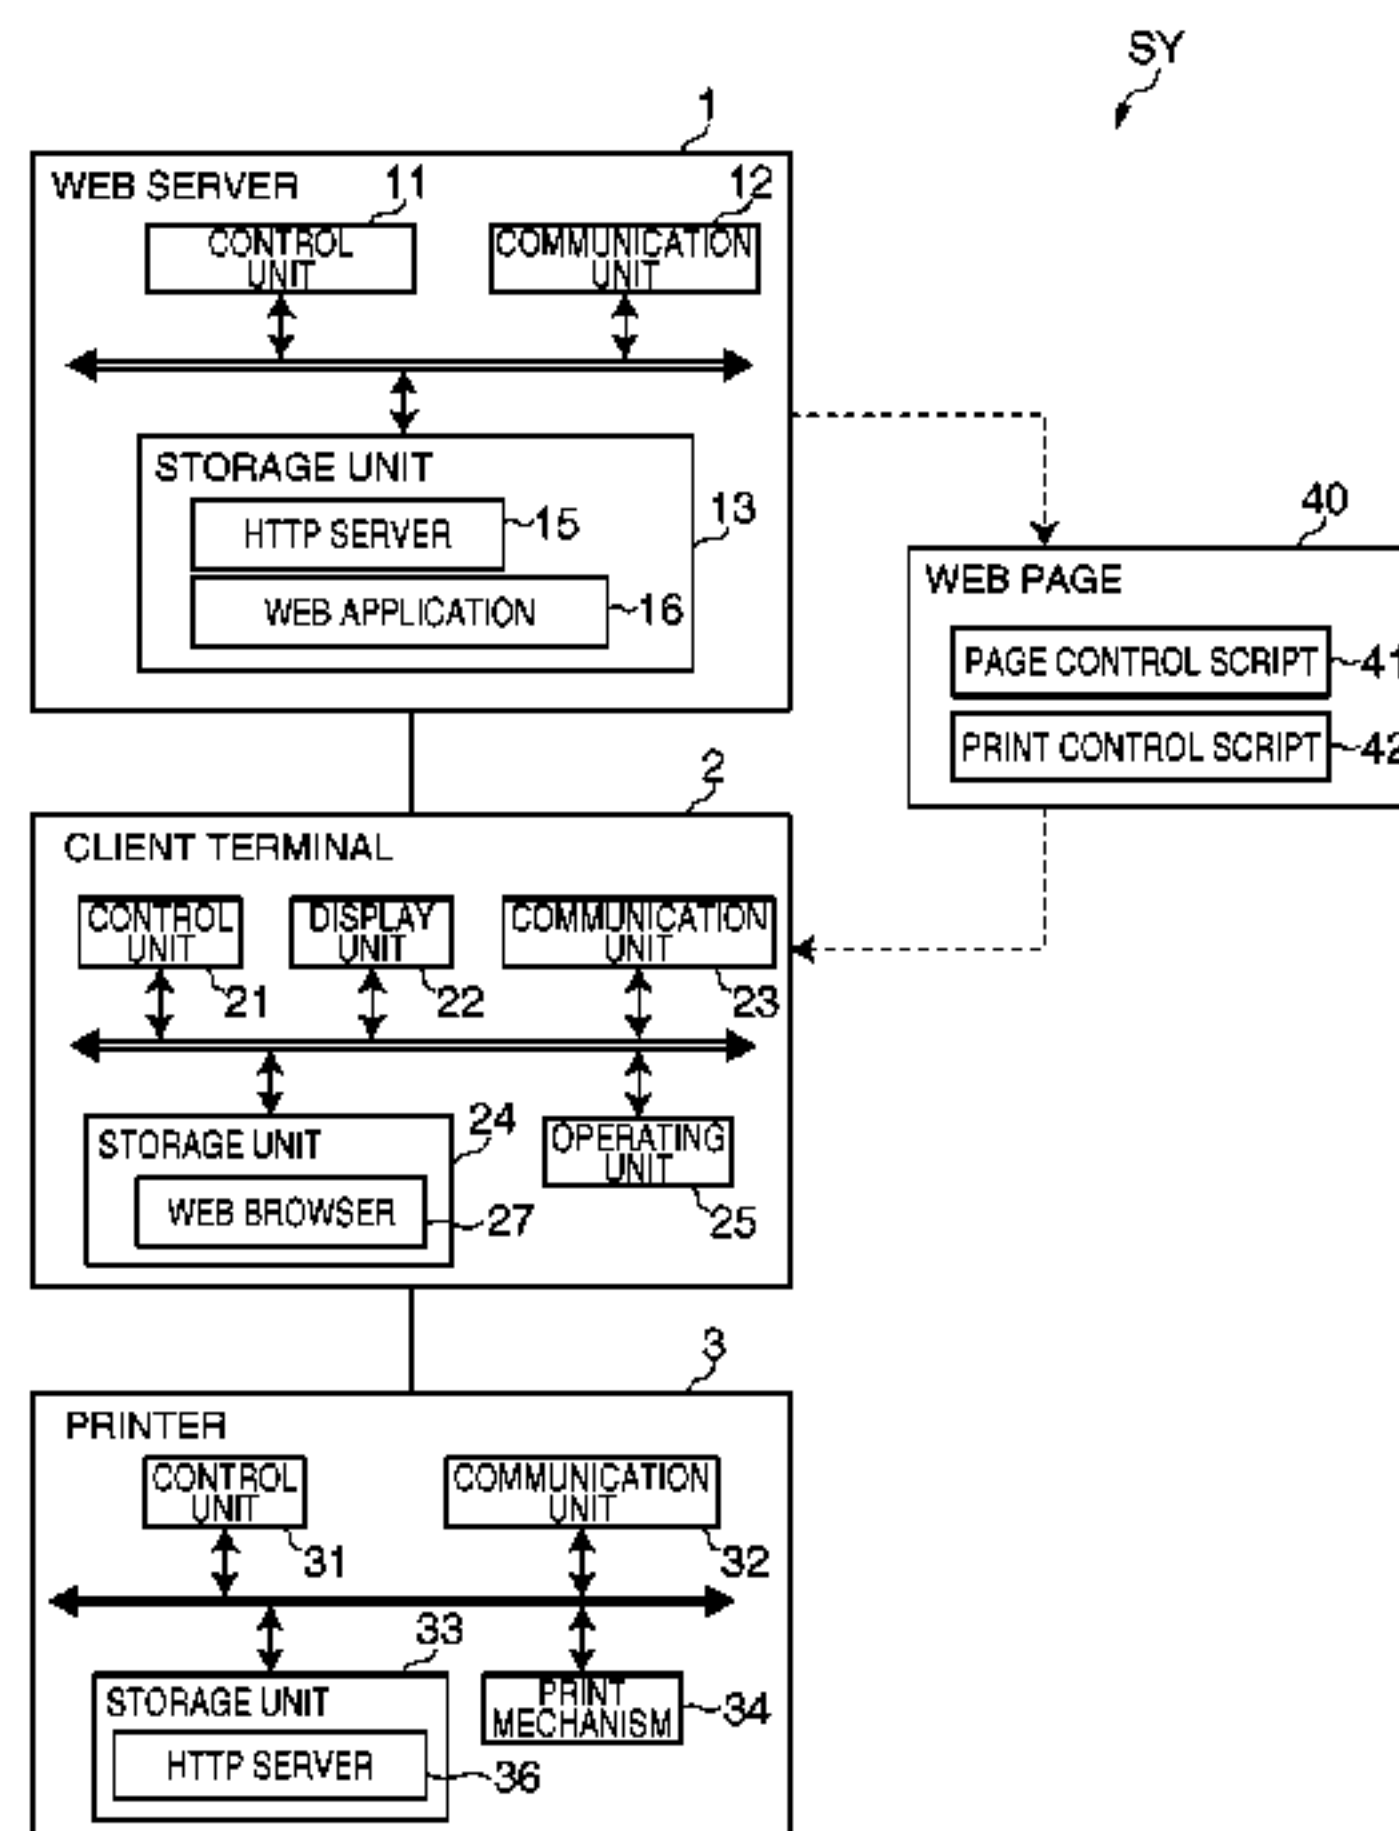 SY
1
WEB SERVER
11
12
CONTROL
UNIT
COMMUNICATION
UNIT
STORAGE UNIT
13
HTTP SERVER
15
WEB APPLICATION
16
40
WEB PAGE
PAGE CONTROL SCRIPT
41
PRINT CONTROL SCRIPT
42
2
CLIENT TERMINAL
CONTROL
UNIT
21
DISPLAY
UNIT
22
COMMUNICATION
UNIT
23
STORAGE UNIT
24
WEB BROWSER
27
OPERATING
UNIT
25
3
PRINTER
CONTROL
UNIT
31
COMMUNICATION
UNIT
32
33
STORAGE UNIT
HTTP SERVER
36
PRINT
MECHANISM
34